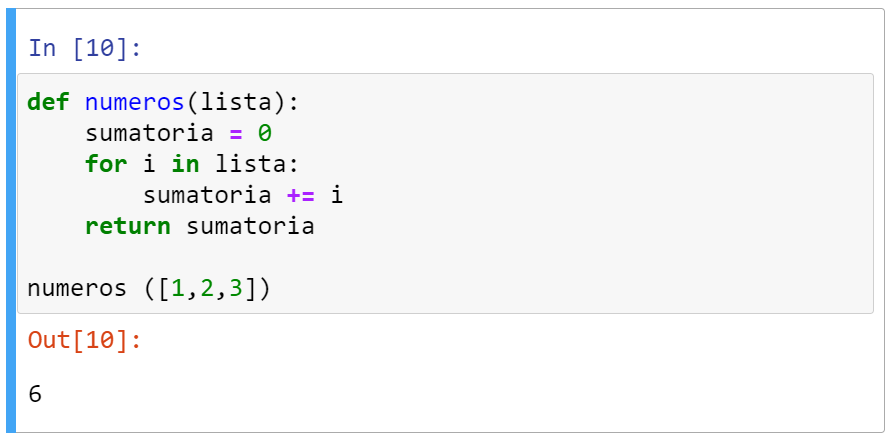 In [10]:
def numeros(lista):
    sumatoria = 0
    for i in lista:
        sumatoria += i
    return sumatoria

numeros ([1,2,3])
Out[10]:
6